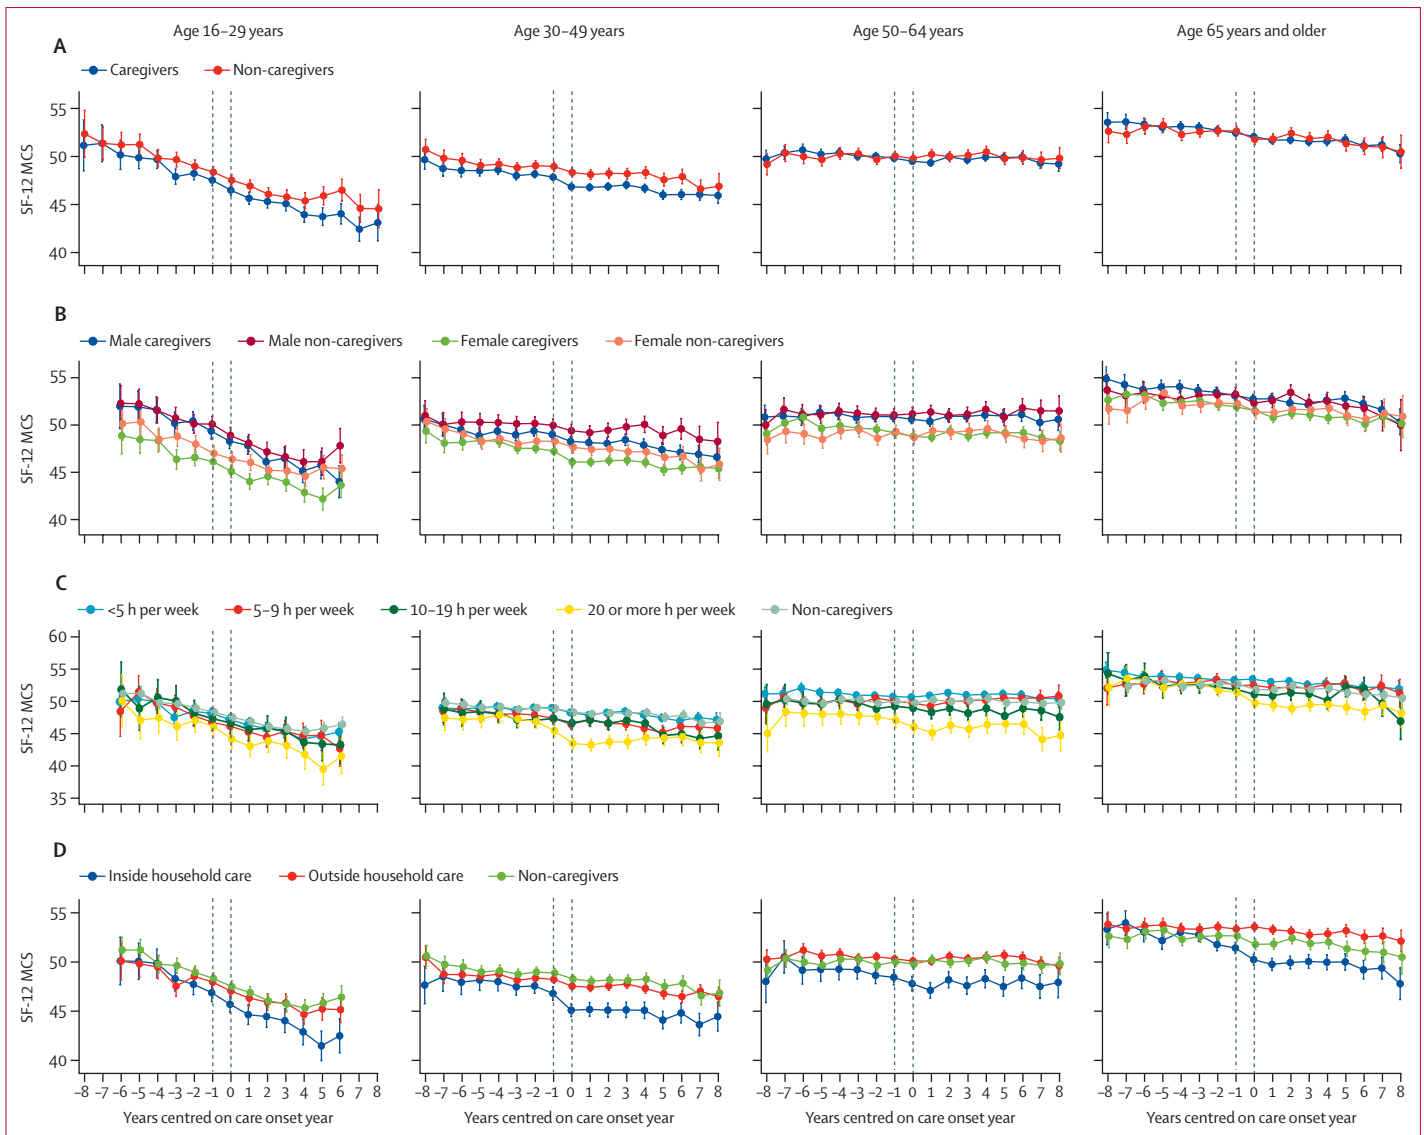 Age 16–29 years Age 30–49 years Age 50–64 years Age 65 years and older
A
Caregivers Non-caregivers
55
50
45
40
SF-12 MCS
B
Male caregivers Male non-caregivers Female caregivers Female non-caregivers
55
50
45
40
SF-12 MCS
C
<5 h per week 5–9 h per week 10–19 h per week 20 or more h per week Non-caregivers
60
55
50
45
40
35
SF-12 MCS
D
Inside household care Outside household care Non-caregivers
55
50
45
40
SF-12 MCS
–8 –7 –6 –5 –4 –3 –2 –1 0 1 2 3 4 5 6 7 8 –8 –7 –6 –5 –4 –3 –2 –1 0 1 2 3 4 5 6 7 8 –8 –7 –6 –5 –4 –3 –2 –1 0 1 2 3 4 5 6 7 8 –8 –7 –6 –5 –4 –3 –2 –1 0 1 2 3 4 5 6 7 8
Years centred on care onset year Years centred on care onset year Years centred on care onset year Years centred on care onset year